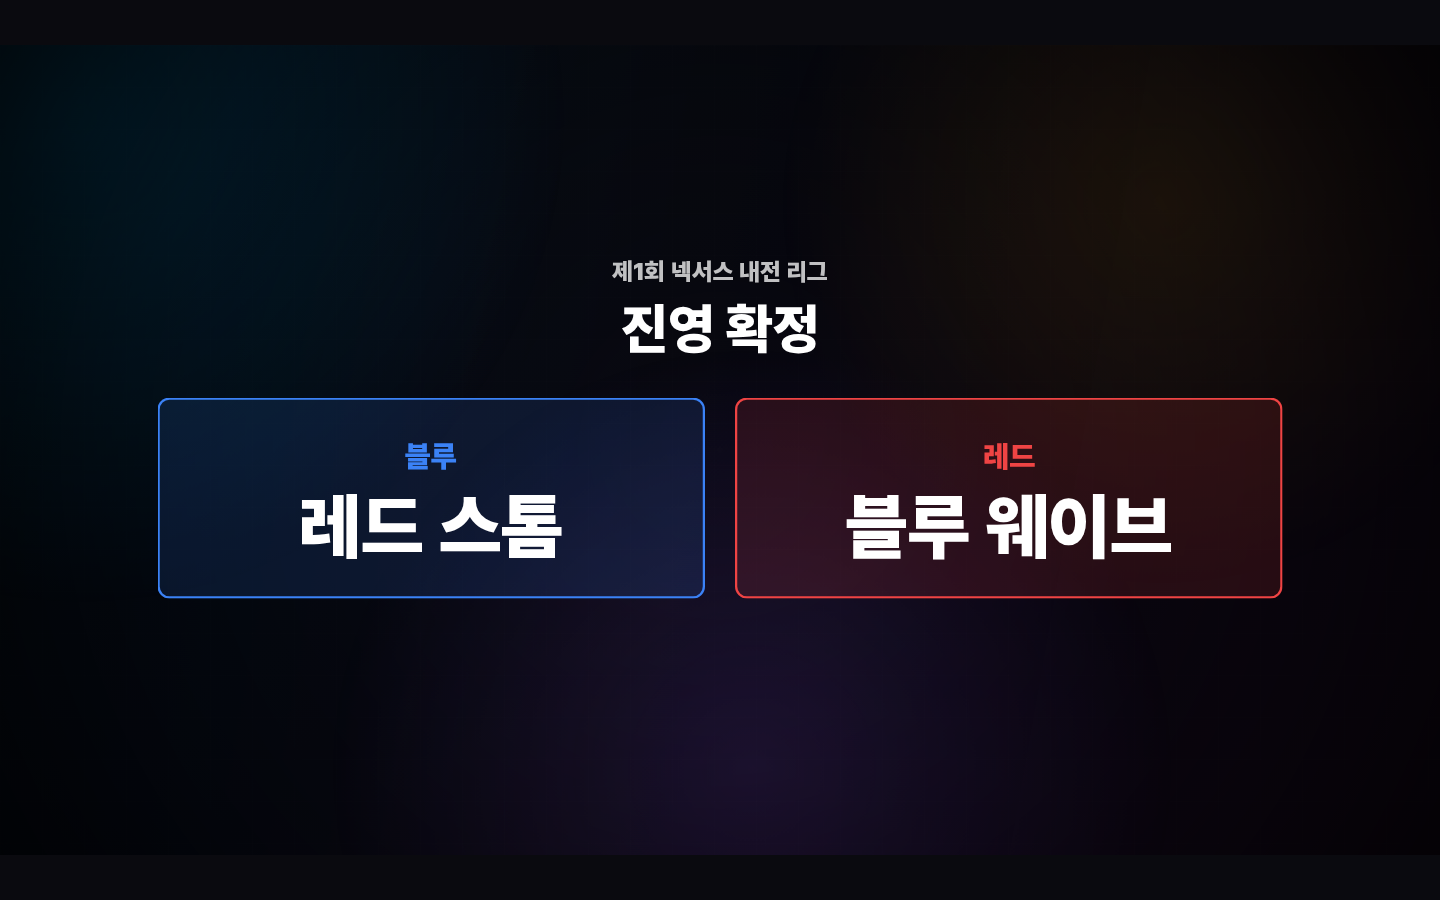 제1회 넥서스 내전 리그
진영 확정
블루
레드 스톰
레드
블루 웨이브